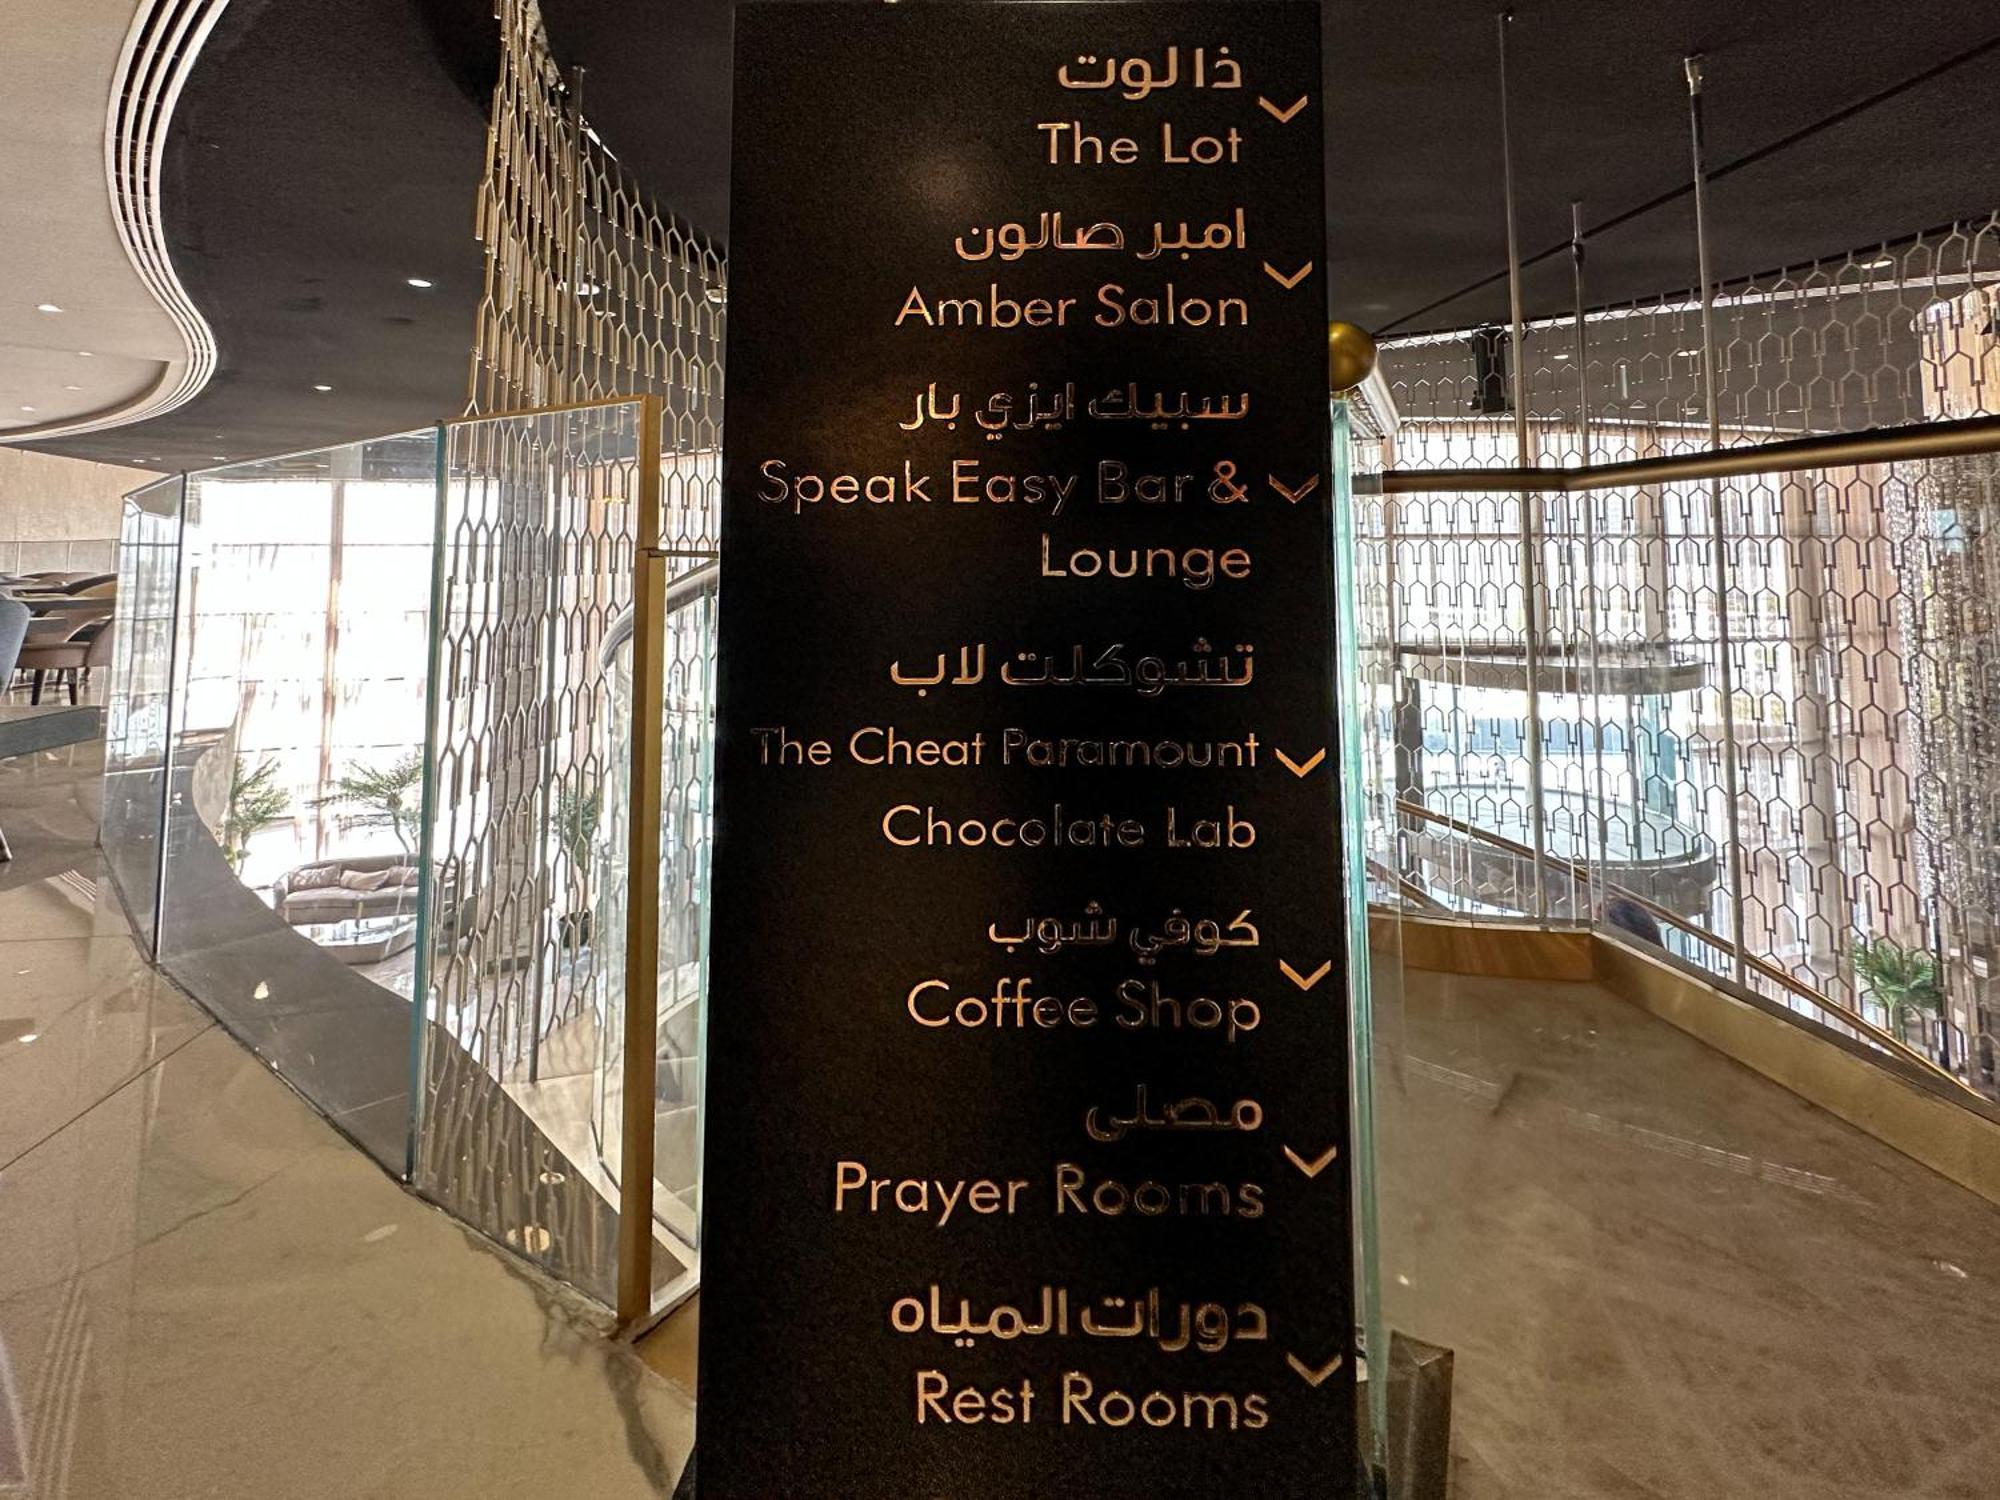 ذا لوت
The Lot
امبر صالون
Amber Salon
سبيك ايزي بار
Speak Easy Bar &
Lounge
تشوكلت لاب
The Cheat Paramount
Chocolate Lab
كوفي شوب
Coffee Shop
مصلى
Prayer Rooms
دورات المياه
Rest Rooms